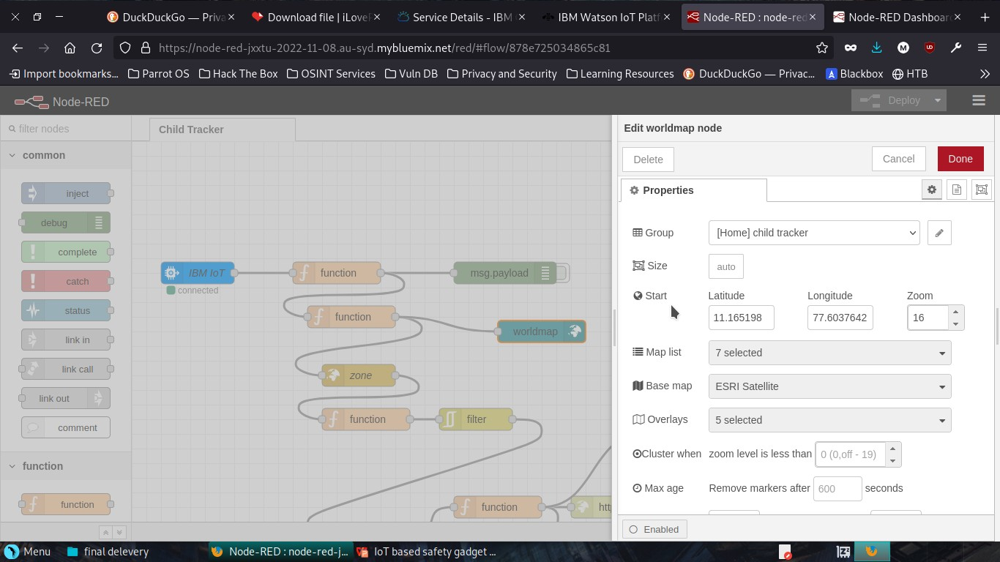 DuckDuckGo — Priva
Download file | iLoveP
Service Details - IBM
IBM Watson IoT Platf
Node-RED : node-red
Node-RED Dashboar
https://node-red-jxxtu-2022-11-08.au-syd.mybluemix.net/red/#flow/878e725034865c81
Import bookmarks...
Parrot OS
Hack The Box
OSINT Services
Vuln DB
Privacy and Security
Learning Resources
DuckDuckGo — Privac...
Blackbox
HTB
Node-RED
Deploy
filter nodes
Child Tracker
common
inject
debug
complete
catch
status
link in
link call
link out
comment
function
function
IBM IoT
connected
function
msg.payload
function
worldmap
zone
function
filter
function
htt
Edit worldmap node
Delete
Cancel
Done
Properties
Group
[Home] child tracker
Size
auto
Start
Latitude
Longitude
Zoom
11.165198
77.6037642
16
Map list
7 selected
Base map
ESRI Satellite
Overlays
5 selected
Cluster when
zoom level is less than
0 (0,off - 19)
Max age
Remove markers after
600
seconds
Enabled
Menu
final delevery
Node-RED : node-red-j...
IoT based safety gadget ...